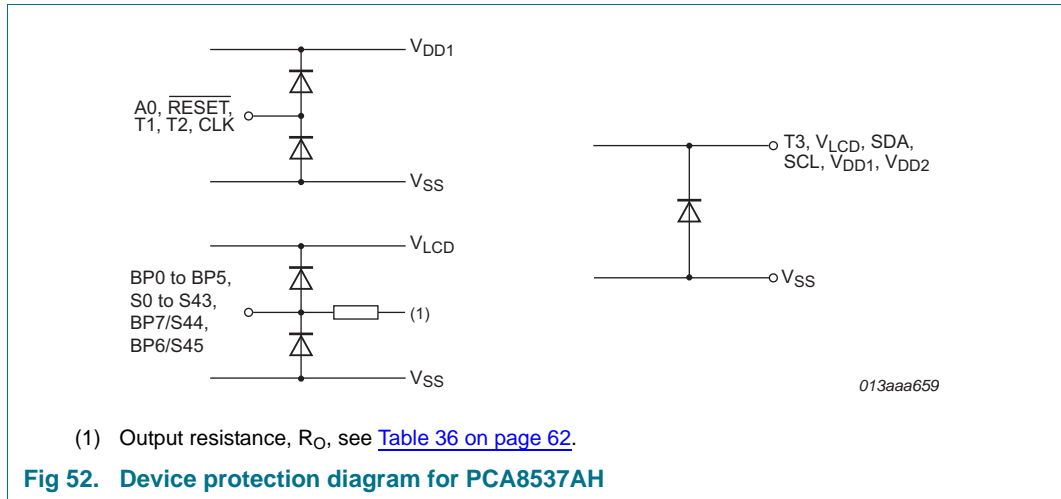 VDD1
A0, RESET,
T1, T2, CLK
VSS
VLCD
BP0 to BP5,
S0 to S43,
BP7/S44,
BP6/S45
(1)
VSS
T3, VLCD, SDA,
SCL, VDD1, VDD2
VSS
013aaa659
(1) Output resistance, RO, see Table 36 on page 62.
Fig 52. Device protection diagram for PCA8537AH